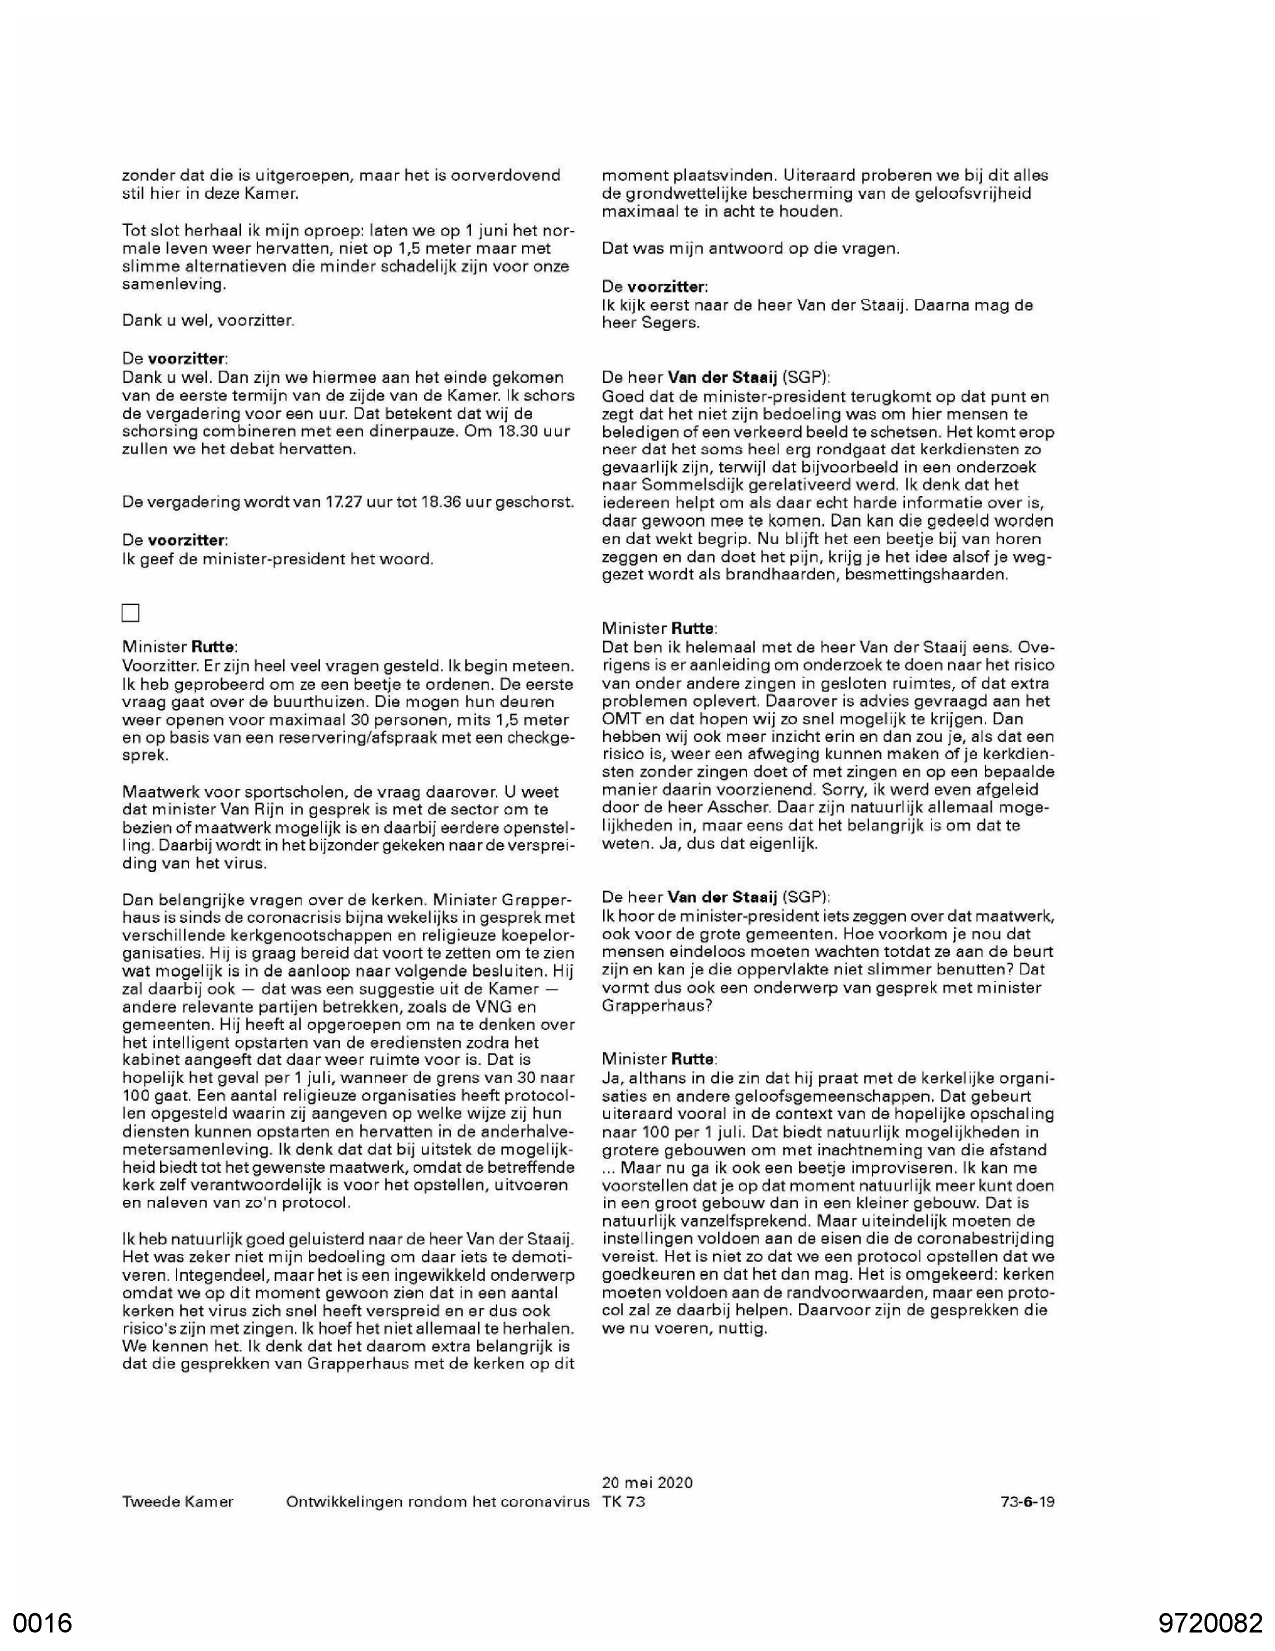 zonder dat die is uitgeroepen, maar het is oorverdovend
stil hier in deze Kamer.
Tot slot herhaal ik mijn oproep: laten we op 1 juni het nor-
male leven weer hervatten, niet op 1,5 meter maar met
slimme alternatieven die minder schadelijk zijn voor onze
samenleving.
Dank u wel, voorzitter.
De voorzitter:
Dank u wel. Dan zijn we hiermee aan het einde gekomen
van de eerste termijn van de zijde van de Kamer. Ik schors
de vergadering voor een uur. Dat betekent dat wij de
schorsing combineren met een dinerpauze. Om 18.30 uur
zullen we het debat hervatten.
De vergadering wordt van 17.27 uur tot 18.36 uur geschorst.
De voorzitter:
Ik geef de minister-president het woord.
Minister Rutte:
Voorzitter. Er zijn heel veel vragen gesteld. Ik begin meteen.
Ik heb geprobeerd om ze een beetje te ordenen. De eerste
vraag gaat over de buurthuizen. Die mogen hun deuren
weer openen voor maximaal 30 personen, mits 1,5 meter
en op basis van een reservering/afspraak met een checkge-
sprek.
Maatwerk voor sportscholen, de vraag daarover. U weet
dat minister Van Rijn in gesprek is met de sector om te
bezien of maatwerk mogelijk is en daarbij eerdere openstel-
ling. Daarbij wordt in het bijzonder gekeken naar de versprei-
ding van het virus.
Dan belangrijke vragen over de kerken. Minister Grapper-
haus is sinds de coronacrisis bijna wekelijks in gesprek met
verschillende kerkgenootschappen en religieuze koepelor-
ganisaties. Hij is graag bereid dat voort te zetten om te zien
wat mogelijk is in de aanloop naar volgende besluiten. Hij
zal daarbij ook — dat was een suggestie uit de Kamer —
andere relevante partijen betrekken, zoals de VNG en
gemeenten. Hij heeft al opgeroepen om na te denken over
het intelligent opstarten van de erediensten zodra het
kabinet aangeeft dat daar weer ruimte voor is. Dat is
hopelijk het geval per 1 juli, wanneer de grens van 30 naar
100 gaat. Een aantal religieuze organisaties heeft protocol-
len opgesteld waarin zij aangeven op welke wijze zij hun
diensten kunnen opstarten en hervatten in de anderhalve-
metersamenleving. Ik denk dat dat bij uitstek de mogelijk-
heid biedt tot het gewenste maatwerk, omdat de betreffende
kerk zelf verantwoordelijk is voor het opstellen, uitvoeren
en naleven van zo'n protocol.
Ik heb natuurlijk goed geluisterd naar de heer Van der Staaij.
Het was zeker niet mijn bedoeling om daar iets te demoti-
veren. Integendeel, maar het is een ingewikkeld onderwerp
omdat we op dit moment gewoon zien dat in een aantal
kerken het virus zich snel heeft verspreid en er dus ook
risico's zijn met zingen. Ik hoef het niet allemaal te herhalen.
We kennen het. Ik denk dat het daarom extra belangrijk is
dat die gesprekken van Grapperhaus met de kerken op dit
moment plaatsvinden. Uiteraard proberen we bij dit alles
de grondwettelijke bescherming van de geloofsvrijheid
maximaal te in acht te houden.
Dat was mijn antwoord op die vragen.
De voorzitter:
Ik kijk eerst naar de heer Van der Staaij. Daarna mag de
heer Segers.
De heer Van der Staaij (SGP):
Goed dat de minister-president terugkomt op dat punt en
zegt dat het niet zijn bedoeling was om hier mensen te
beledigen of een verkeerd beeld te schetsen. Het komt erop
neer dat het soms heel erg rondgaat dat kerkdiensten zo
gevaarlijk zijn, terwijl dat bijvoorbeeld in een onderzoek
naar Sommelsdijk gerelativeerd werd. Ik denk dat het
iedereen helpt om als daar echt harde informatie over is,
daar gewoon mee te komen. Dan kan die gedeeld worden
en dat wekt begrip. Nu blijft het een beetje bij van horen
zeggen en dan doet het pijn, krijg je het idee alsof je weg-
gezet wordt als brandhaarden, besmettingshaarden.
Minister Rutte:
Dat ben ik helemaal met de heer Van der Staaij eens. Ove-
rigens is er aanleiding om onderzoek te doen naar het risico
van onder andere zingen in gesloten ruimtes, of dat extra
problemen oplevert. Daarover is advies gevraagd aan het
OMT en dat hopen wij zo snel mogelijk te krijgen. Dan
hebben wij ook meer inzicht erin en dan zou je, als dat een
risico is, weer een afweging kunnen maken of je kerkdien-
sten zonder zingen doet of met zingen en op een bepaalde
manier daarin voorzienend. Sorry, ik werd even afgeleid
door de heer Asscher. Daar zijn natuurlijk allemaal moge-
lijkheden in, maar eens dat het belangrijk is om dat te
weten. Ja, dus dat eigenlijk.
De heer Van der Staaij (SGP):
Ik hoor de minister-president iets zeggen over dat maatwerk,
ook voor de grote gemeenten. Hoe voorkom je nou dat
mensen eindeloos moeten wachten totdat ze aan de beurt
zijn en kan je die oppervlakte niet slimmer benutten? Dat
vormt dus ook een onderwerp van gesprek met minister
Grapperhaus?
Minister Rutte:
Ja, althans in die zin dat hij praat met de kerkelijke organi-
saties en andere geloofsgemeenschappen. Dat gebeurt
uiteraard vooral in de context van de hopelijke opschaling
naar 100 per 1 juli. Dat biedt natuurlijk mogelijkheden in
grotere gebouwen om met inachtneming van die afstand
... Maar nu ga ik ook een beetje improviseren. Ik kan me
voorstellen dat je op dat moment natuurlijk meer kunt doen
in een groot gebouw dan in een kleiner gebouw. Dat is
natuurlijk vanzelfsprekend. Maar uiteindelijk moeten de
instellingen voldoen aan de eisen die de coronabestrijding
vereist. Het is niet zo dat we een protocol opstellen dat we
goedkeuren en dat het dan mag. Het is omgekeerd: kerken
moeten voldoen aan de randvoorwaarden, maar een proto-
col zal ze daarbij helpen. Daarvoor zijn de gesprekken die
we nu voeren, nuttig.
20 mei 2020
Tweede Kamer Ontwikkelingen rondom het coronavirus TK 73 73-6-19
0016 9720082